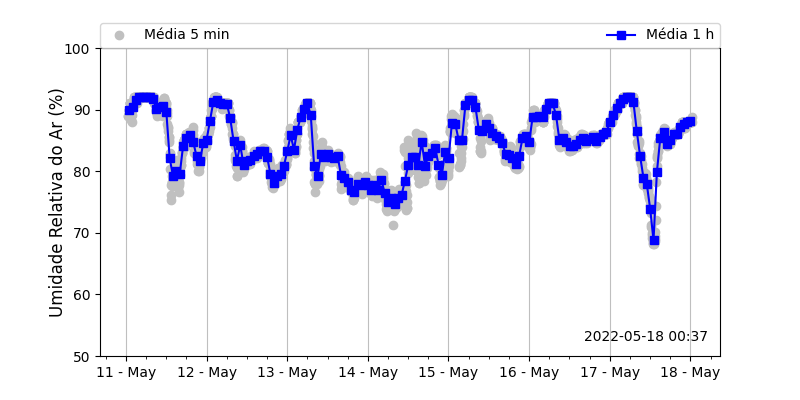 Média 5 min
Média 1 h
Umidade Relativa do Ar (%)
100
90
80
70
60
50
2022-05-18 00:37
11 - May
12 - May
13 - May
14 - May
15 - May
16 - May
17 - May
18 - May